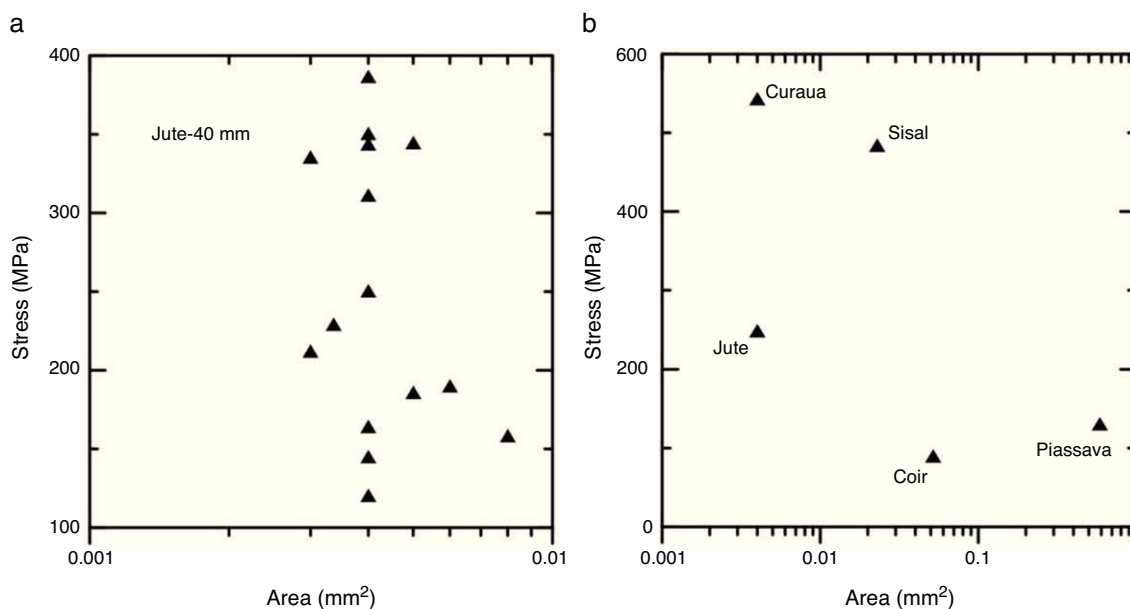 a
400
300
200
100
Stress (MPa)
Jute-40 mm
0.001
0.01
Area (mm²)
b
600
400
200
0
Stress (MPa)
Curaua
Sisal
Jute
Piassava
Coir
0.001
0.01
0.1
Area (mm²)